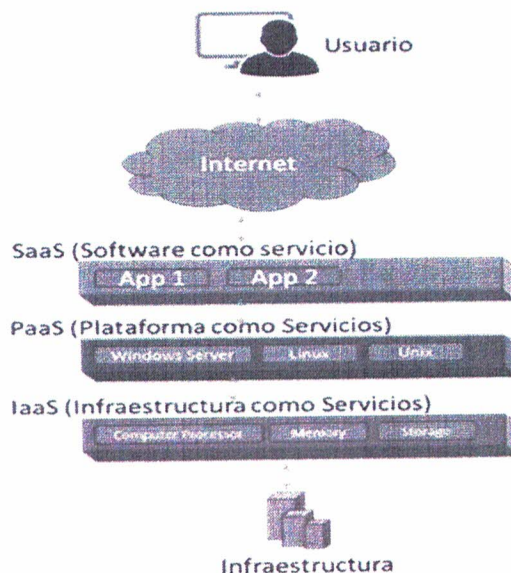 Usuario
Internet
SaaS (Software como servicio)
App 1 App 2
PaaS (Plataforma como Servicios)
Windows Server Linux Unix
IaaS (Infraestructura como Servicios)
Computer Processor Memory Storage
Infraestructura